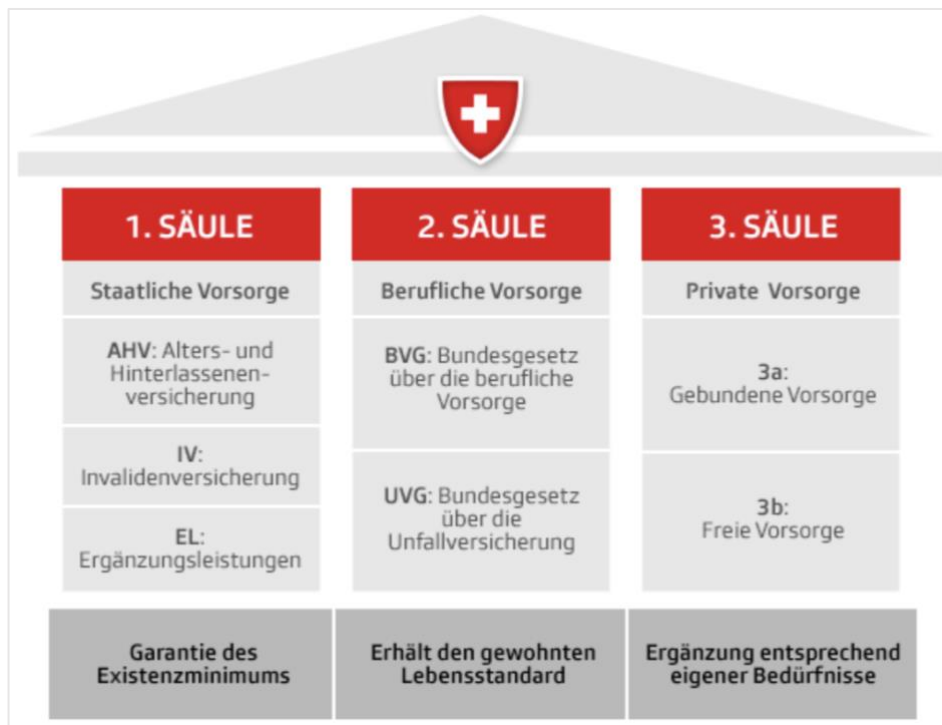 1. SÄULE
Staatliche Vorsorge
AHV: Alters- und
Hinterlassenen-
versicherung
IV:
Invalidenversicherung
EL:
Ergänzungsleistungen
Garantie des
Existenzminimums
2. SÄULE
Berufliche Vorsorge
BVG: Bundesgesetz
über die berufliche
Vorsorge
UVG: Bundesgesetz
über die
Unfallversicherung
Erhält den gewohnten
Lebensstandard
3. SÄULE
Private Vorsorge
3a:
Gebundene Vorsorge
3b:
Freie Vorsorge
Ergänzung entsprechend
eigener Bedürfnisse